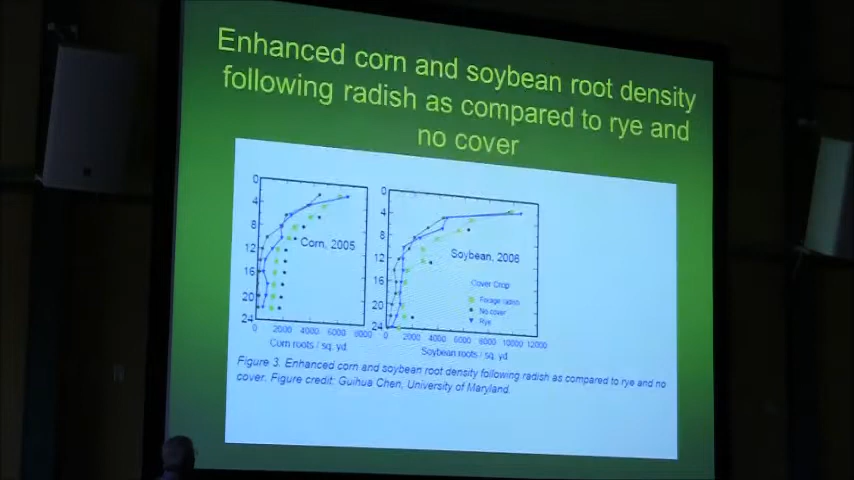 Enhanced corn and soybean root density
following radish as compared to rye and
no cover
0
4
8
12
16
20
24
Corn, 2005
0
2000
4000
6000
8000
Corn roots / sq. yd.
0
4
8
12
16
20
24
Soybean, 2006
Cover Crop
Forage radish
No cover
Rye
0
2000
4000
6000
8000
10000
12000
Soybean roots / sq. yd
Figure 3. Enhanced corn and soybean root density following radish as compared to rye and no
cover. Figure credit: Guihua Chen, University of Maryland.